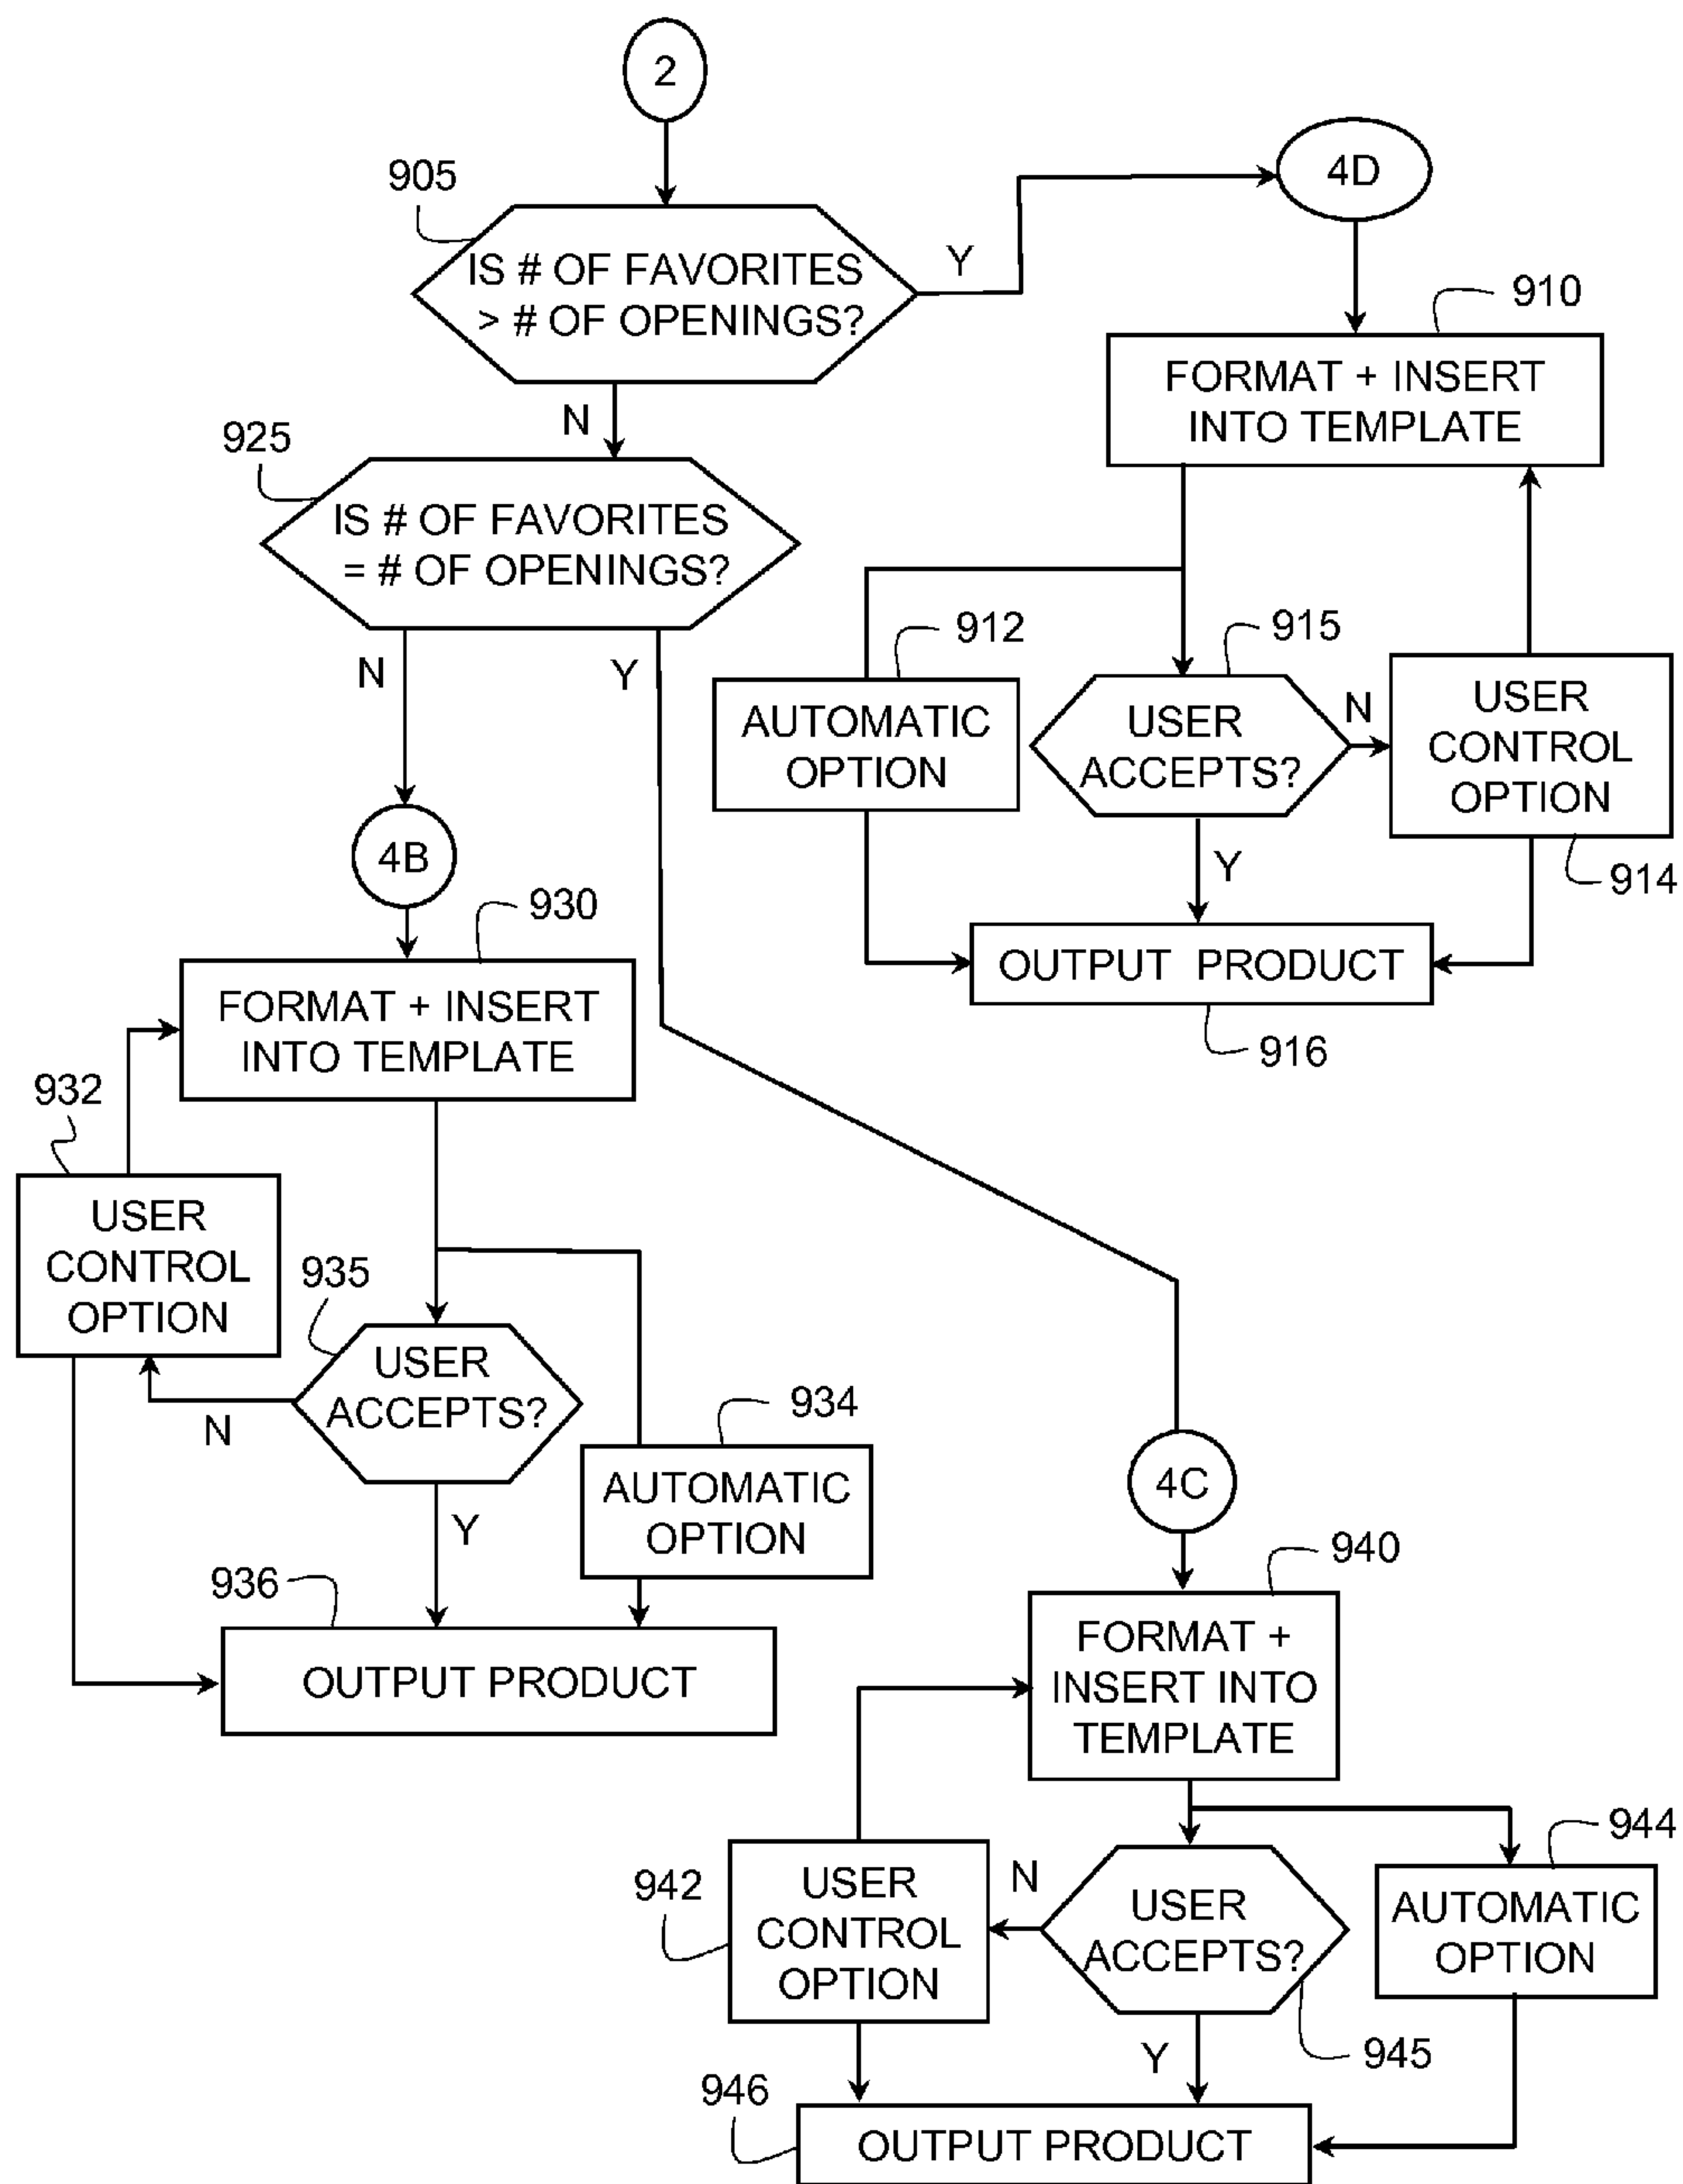 2
905
IS # OF FAVORITES
> # OF OPENINGS?
Y
N
4D
910
FORMAT + INSERT
INTO TEMPLATE
925
IS # OF FAVORITES
= # OF OPENINGS?
N
Y
912
AUTOMATIC
OPTION
915
USER
ACCEPTS?
N
Y
USER
CONTROL
OPTION
914
OUTPUT PRODUCT
916
4B
930
FORMAT + INSERT
INTO TEMPLATE
932
USER
CONTROL
OPTION
935
USER
ACCEPTS?
N
Y
934
AUTOMATIC
OPTION
936
OUTPUT PRODUCT
4C
940
FORMAT +
INSERT INTO
TEMPLATE
942
USER
CONTROL
OPTION
N
USER
ACCEPTS?
945
Y
944
AUTOMATIC
OPTION
946
OUTPUT PRODUCT